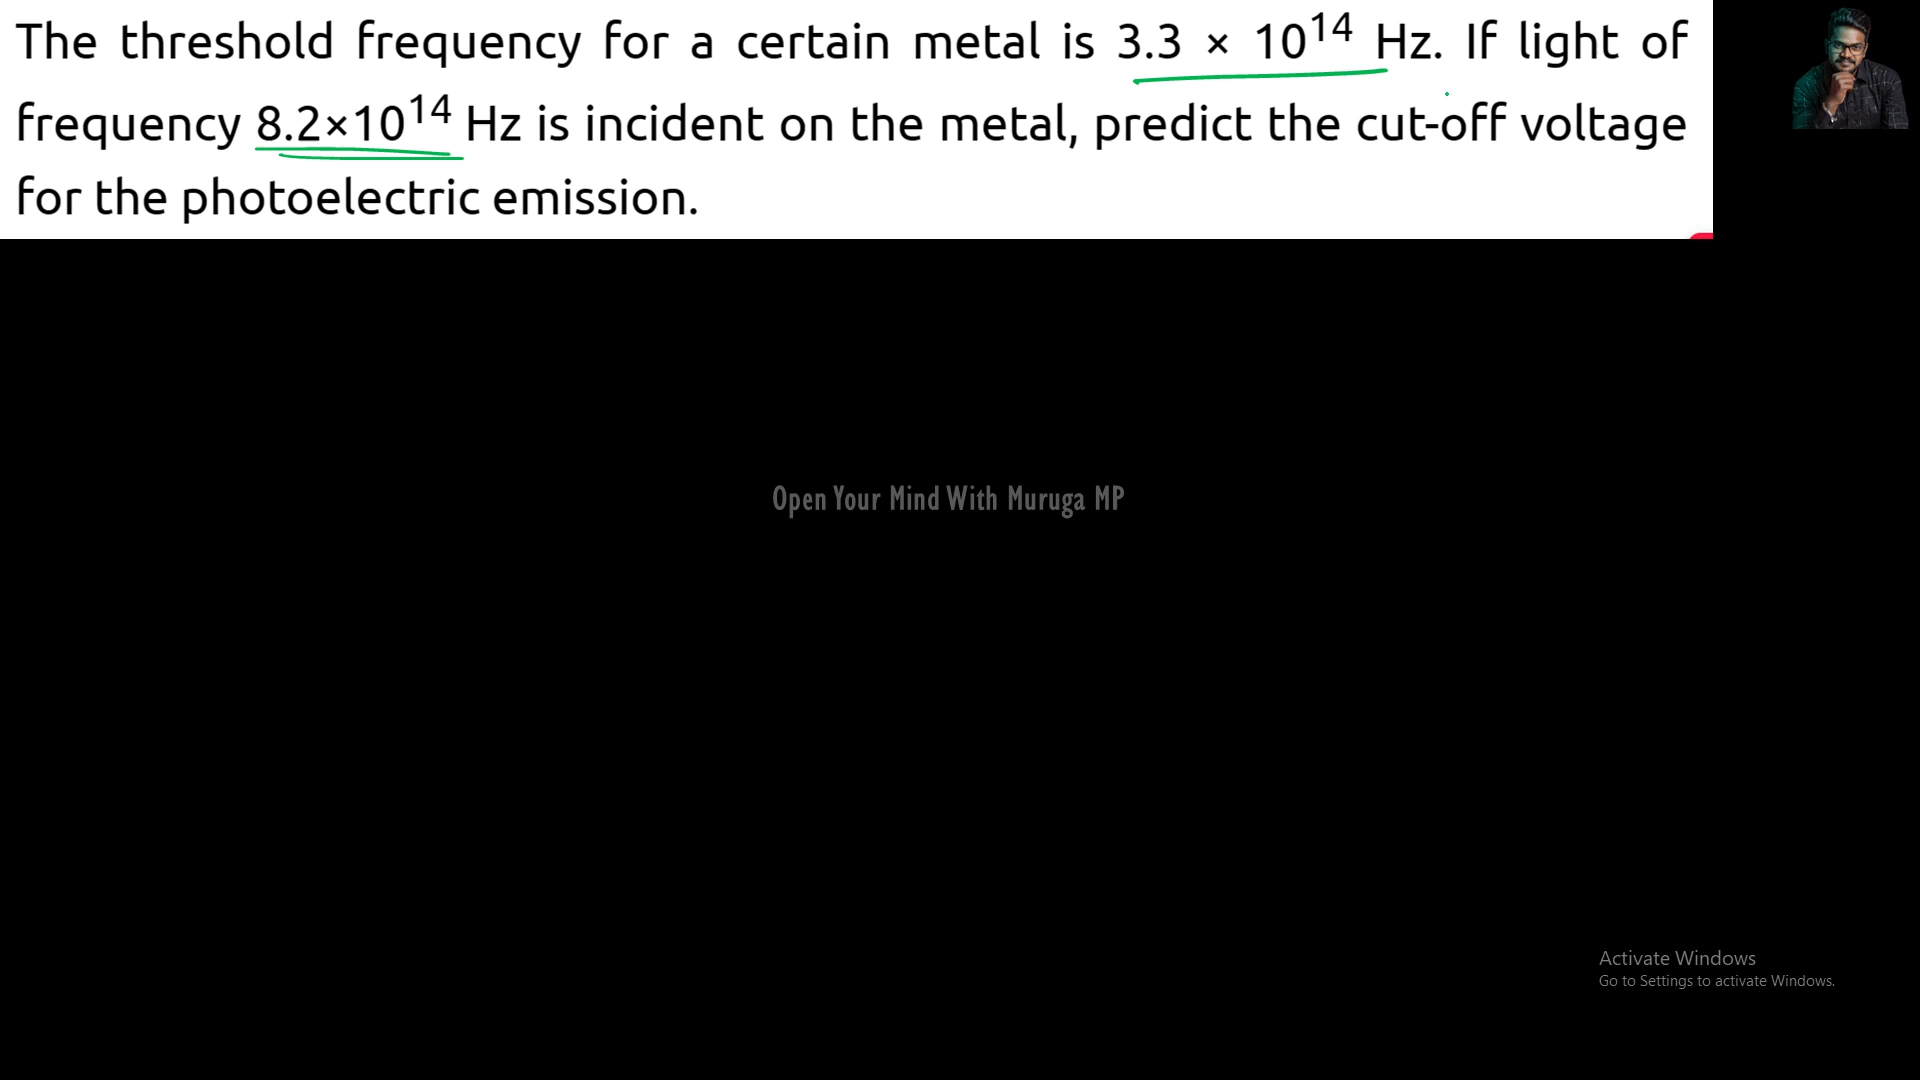 The threshold frequency for a certain metal is 3.3 × 10¹⁴ Hz. If light of
frequency 8.2×10¹⁴ Hz is incident on the metal, predict the cut-off voltage
for the photoelectric emission.
Open Your Mind With Muruga MP
Activate Windows
Go to Settings to activate Windows.